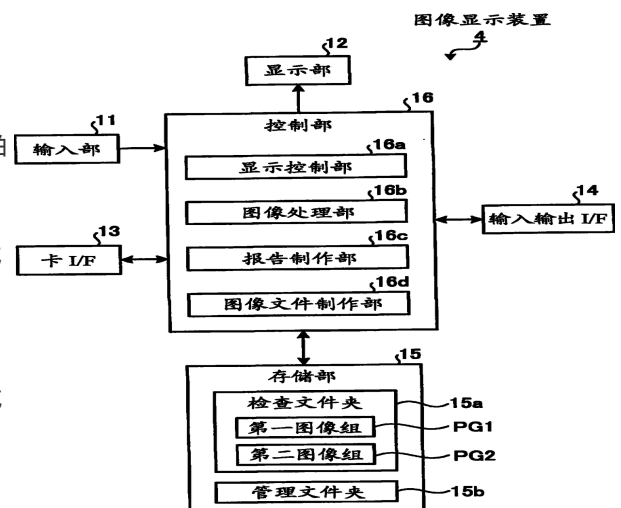 图像显示装置
4
12
显示部
16
控制部
11
输入部
16a
显示控制部
16b
图像处理部
14
输入输出 I/F
13
卡 I/F
16c
报告制作部
16d
图像文件制作部
15
存储部
检查文件夹
15a
第一图像组
PG1
第二图像组
PG2
管理文件夹
15b